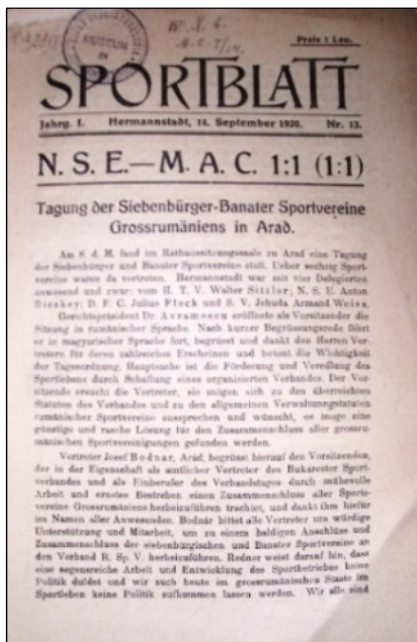 MUSEUM
Preis 1 Leu.
SPORTBLATT
Jahrg. I. Hermannstadt, 14. September 1920. Nr. 13.
N. S. E.—M. A. C. 1:1 (1:1)
Tagung der Siebenbürger-Banater Sportvereine
Grossrumäniens in Arad.
Am 8. d. M. fand im Rathaussitzungssaale zu Arad eine Tagung
der Siebenbürger und Banater Sportvereine statt. Ueber sechzig Sport-
vereine waren da vertreten. Hermannstadt war mit vier Delegierten
anwesend und zwar: vom H. T. V. Walter Sitzler; N. S. E. Anton
D. F. C. Julius Fleck und S. V. Jehuda Armand Weiss.
Gerichtspräsident Dr. Avramescu eröffnete als Vorsitzender die
Sitzung in rumänischer Sprache. Nach kurzer Begrüssungsrede fährt
er in magyarischer Sprache fort, begrüsst und dankt den Herren Ver-
tretern für deren zahlreiches Erscheinen und betont die Wichtigkeit
der Tagesordnung. Hauptsache ist die Förderung und Veredlung des
Sportlebens durch Schaffung eines organisierten Verbandes. Der Vor-
sitzende ersucht die Vertreter, sie mögen sich zu den überreichten
Statuten des Verbandes und zu den allgemeinen Verwaltungsstatuten
rumänischer Sportvereine aussprechen und wünscht, es möge eine
günstige und rasche Lösung für den Zusammenschluss aller grossru-
mänischen Sportvereinigungen gefunden werden.
Vertreter Josef Bodnar, Arad, begrüsst hierauf den Vorsitzenden,
der in der Eigenschaft als amtlicher Vertreter des Bukarester Sport-
verbandes und als Einberufer des Verbandstages durch mühevolle
Arbeit und ernstes Bestreben einen Zusammenschluss aller Sports-
vereine Grossrumäniens herbeizuführen trachtet, und dankt ihm hiefür
im Namen aller Anwesenden. Bodnár bittet alle Vertreter um würdige
Unterstützung und Mitarbeit, um zu einem baldigen Anschluss und
Zusammenschluss der siebenbürgischen und Banater Sportvereine an
den Verband R. Sp. V. herbeizuführen. Redner weist darauf hin, dass
eine segensreiche Arbeit und Entwicklung des Sportbetriebs keine
Politik duldet und wir auch heute im grossrumänischen Staate im
Sportleben keine Politik aufkommen lassen werden. Wir alle sind